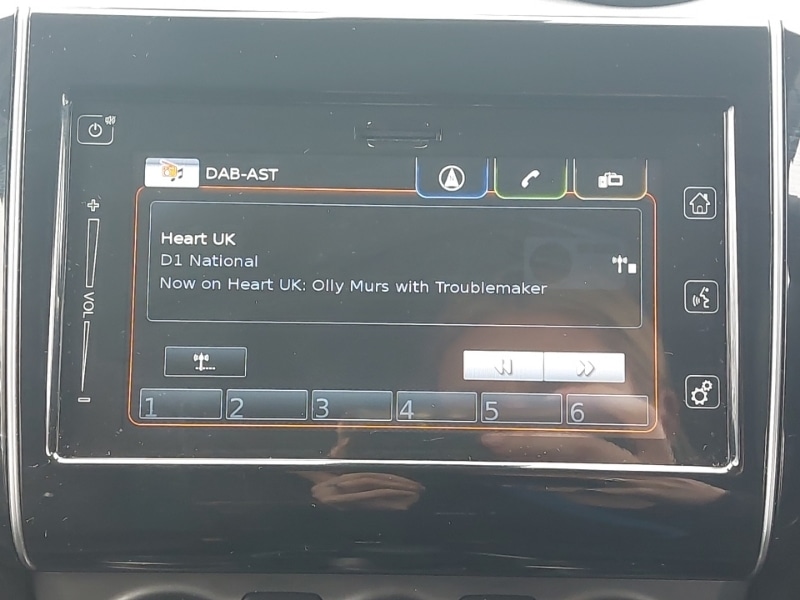 DAB-AST
Heart UK
D1 National
Now on Heart UK: Olly Murs with Troublemaker
+
VOL
-
1 2 3 4 5 6